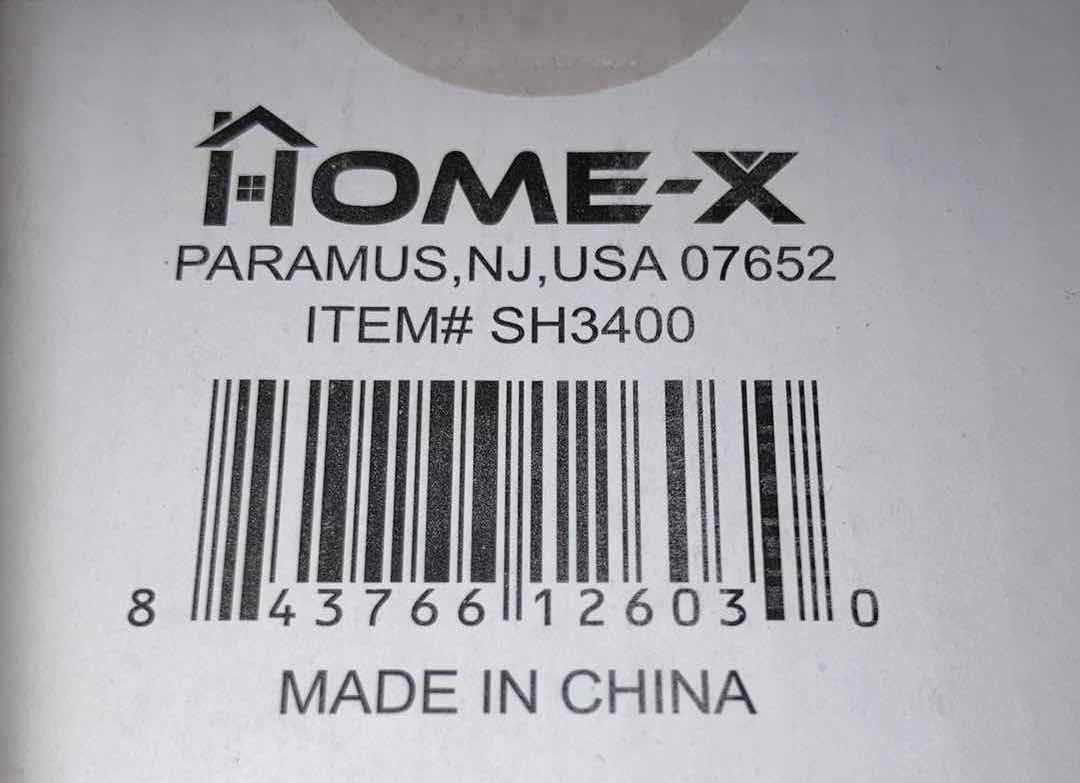 HOME-X
PARAMUS,NJ,USA 07652
ITEM# SH3400
8 43766 12603 0
MADE IN CHINA